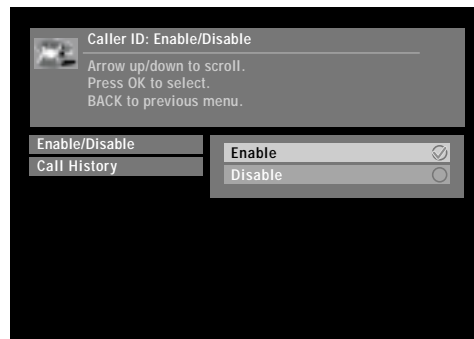 Caller ID: Enable/Disable
Arrow up/down to scroll.
Press OK to select.
BACK to previous menu.
Enable/Disable
Call History
Enable
Disable